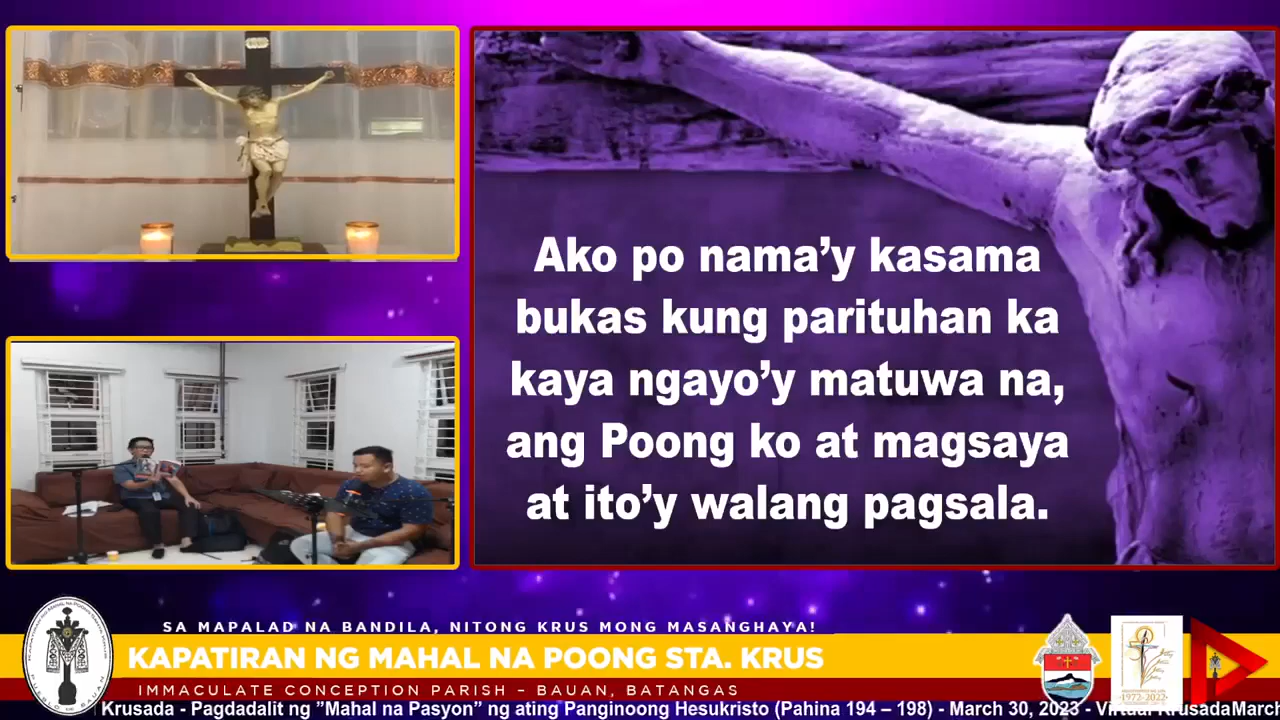 Ako po nama’y kasama
bukas kung parituhan ka
kaya ngayo’y matuwa na,
ang Poong ko at magsaya
at ito’y walang pagsala.
SA MAPALAD NA BANDILA, NITONG KRUS MONG MASANGHAYA!
KAPATIRAN NG MAHAL NA POONG STA. KRUS
IMMACULATE CONCEPTION PARISH – BAUAN, BATANGAS
1972-2022
Krusada - Pagdadalit ng ”Mahal na Pasyon” ng ating Panginoong Hesukristo (Pahina 194 – 198) - March 30, 2023 - Virtual KrusadaMarch